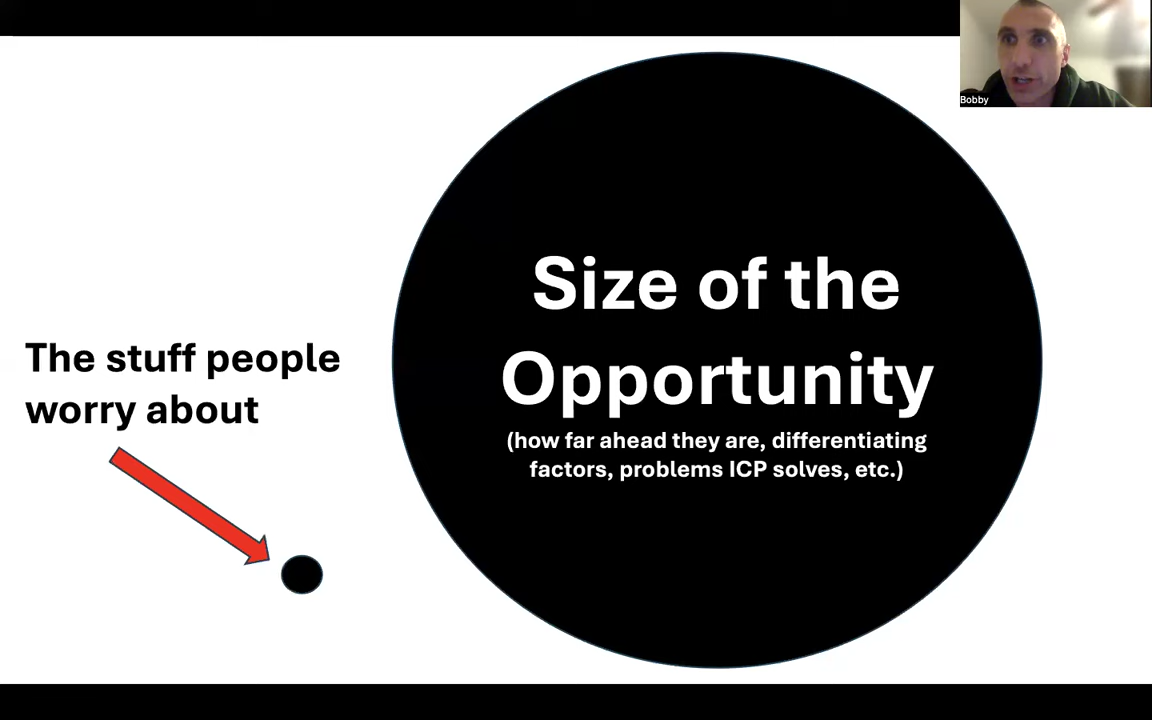 Bobby
Size of the
Opportunity
(how far ahead they are, differentiating
factors, problems ICP solves, etc.)
The stuff people
worry about